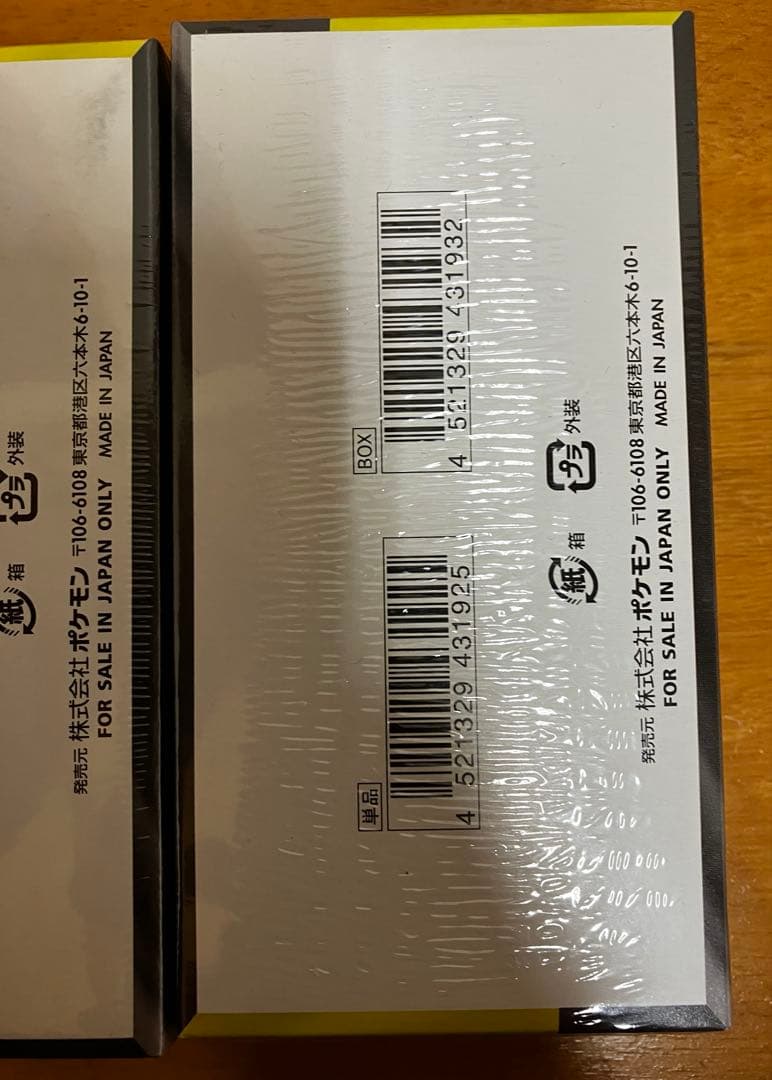 プラ 外装
紙 箱
発売元 株式会社ポケモン 〒106-6108 東京都港区六本木6-10-1
FOR SALE IN JAPAN ONLY MADE IN JAPAN
単品
4 521329 431925
BOX
4 521329 431932
紙 箱
プラ 外装
発売元 株式会社ポケモン 〒106-6108 東京都港区六本木6-10-1
FOR SALE IN JAPAN ONLY MADE IN JAPAN